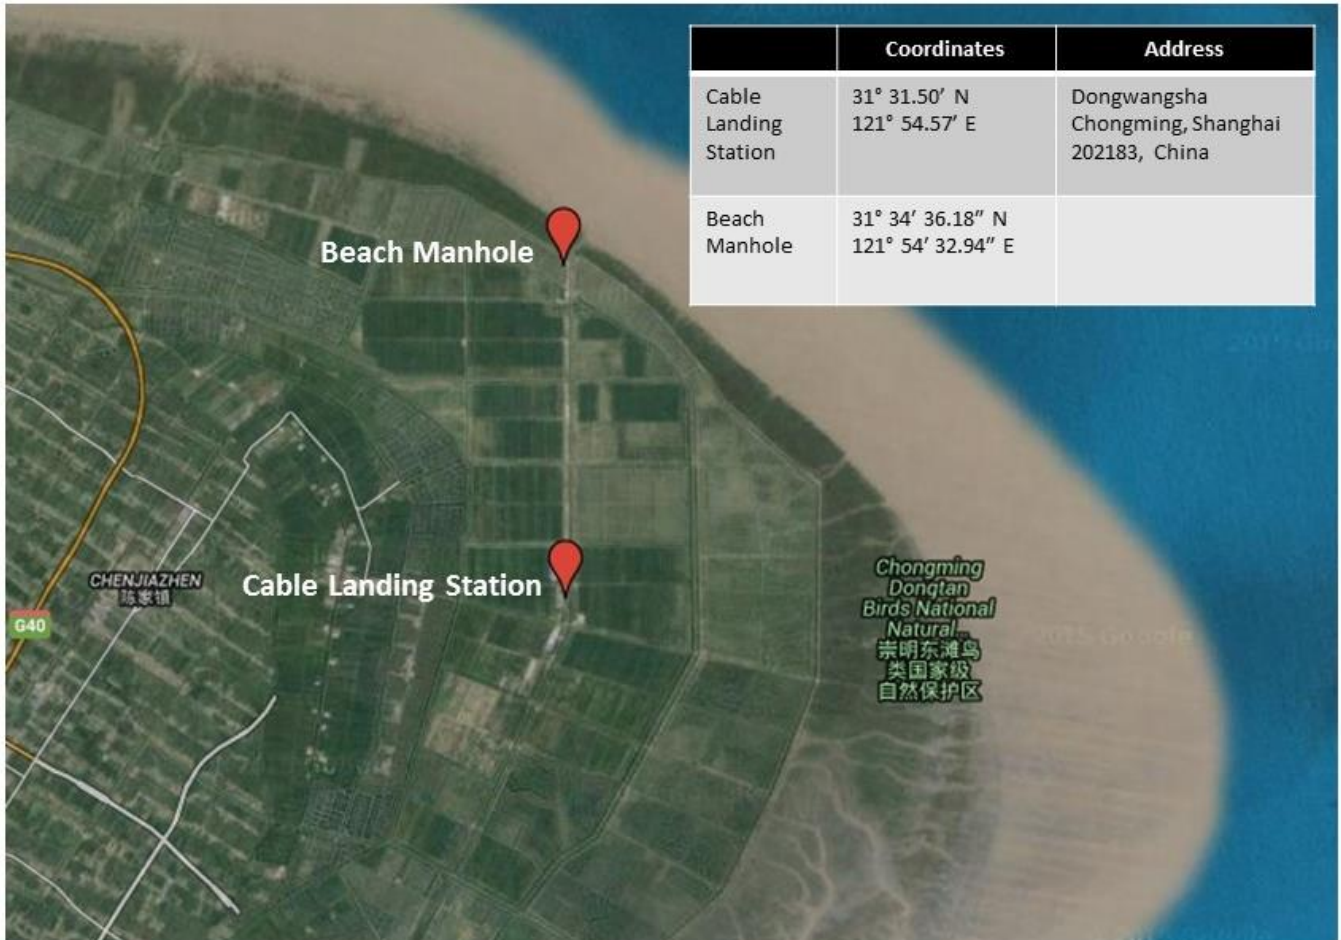 Coordinates Address
Cable
Landing
Station
31° 31.50′ N
121° 54.57′ E
Dongwangsha
Chongming, Shanghai
202183, China
Beach
Manhole
31° 34′ 36.18″ N
121° 54′ 32.94″ E
Beach Manhole
Cable Landing Station
CHENJIAZHEN
陈家镇
G40
Chongming
Dongtan
Birds National
Natural...
崇明东滩鸟
类国家级
自然保护区
2015 Google